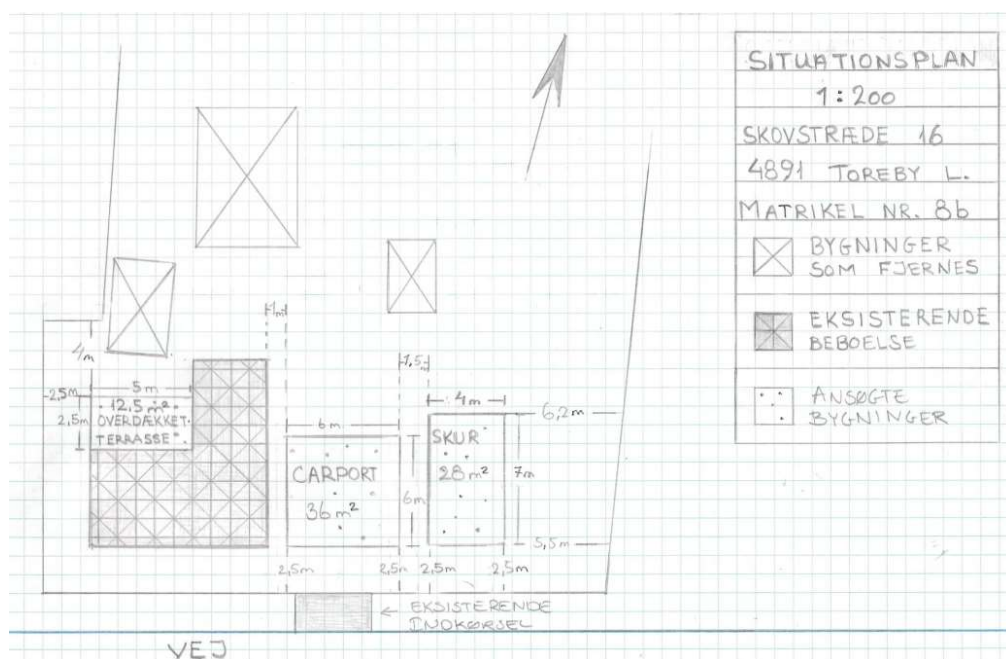 SITUATIONSPLAN
1:200
SKOVSTRÆDE 16
4891 TOREBY L.
MATRIKEL NR. 8b
BYGNINGER
SOM FJERNES
EKSISTERENDE
BEBOELSE
ANSØGTE
BYGNINGER
1m
4m
2,5m
5m
2,5m
12,5 m²
OVERDÆKKET
TERRASSE
6m
CARPORT
36 m²
6m
1,5
4m
SKUR
28 m²
7m
6,2m
5,5m
2,5m
2,5m
2,5m
2,5m
← EKSISTERENDE
INDKØRSEL
VEJ